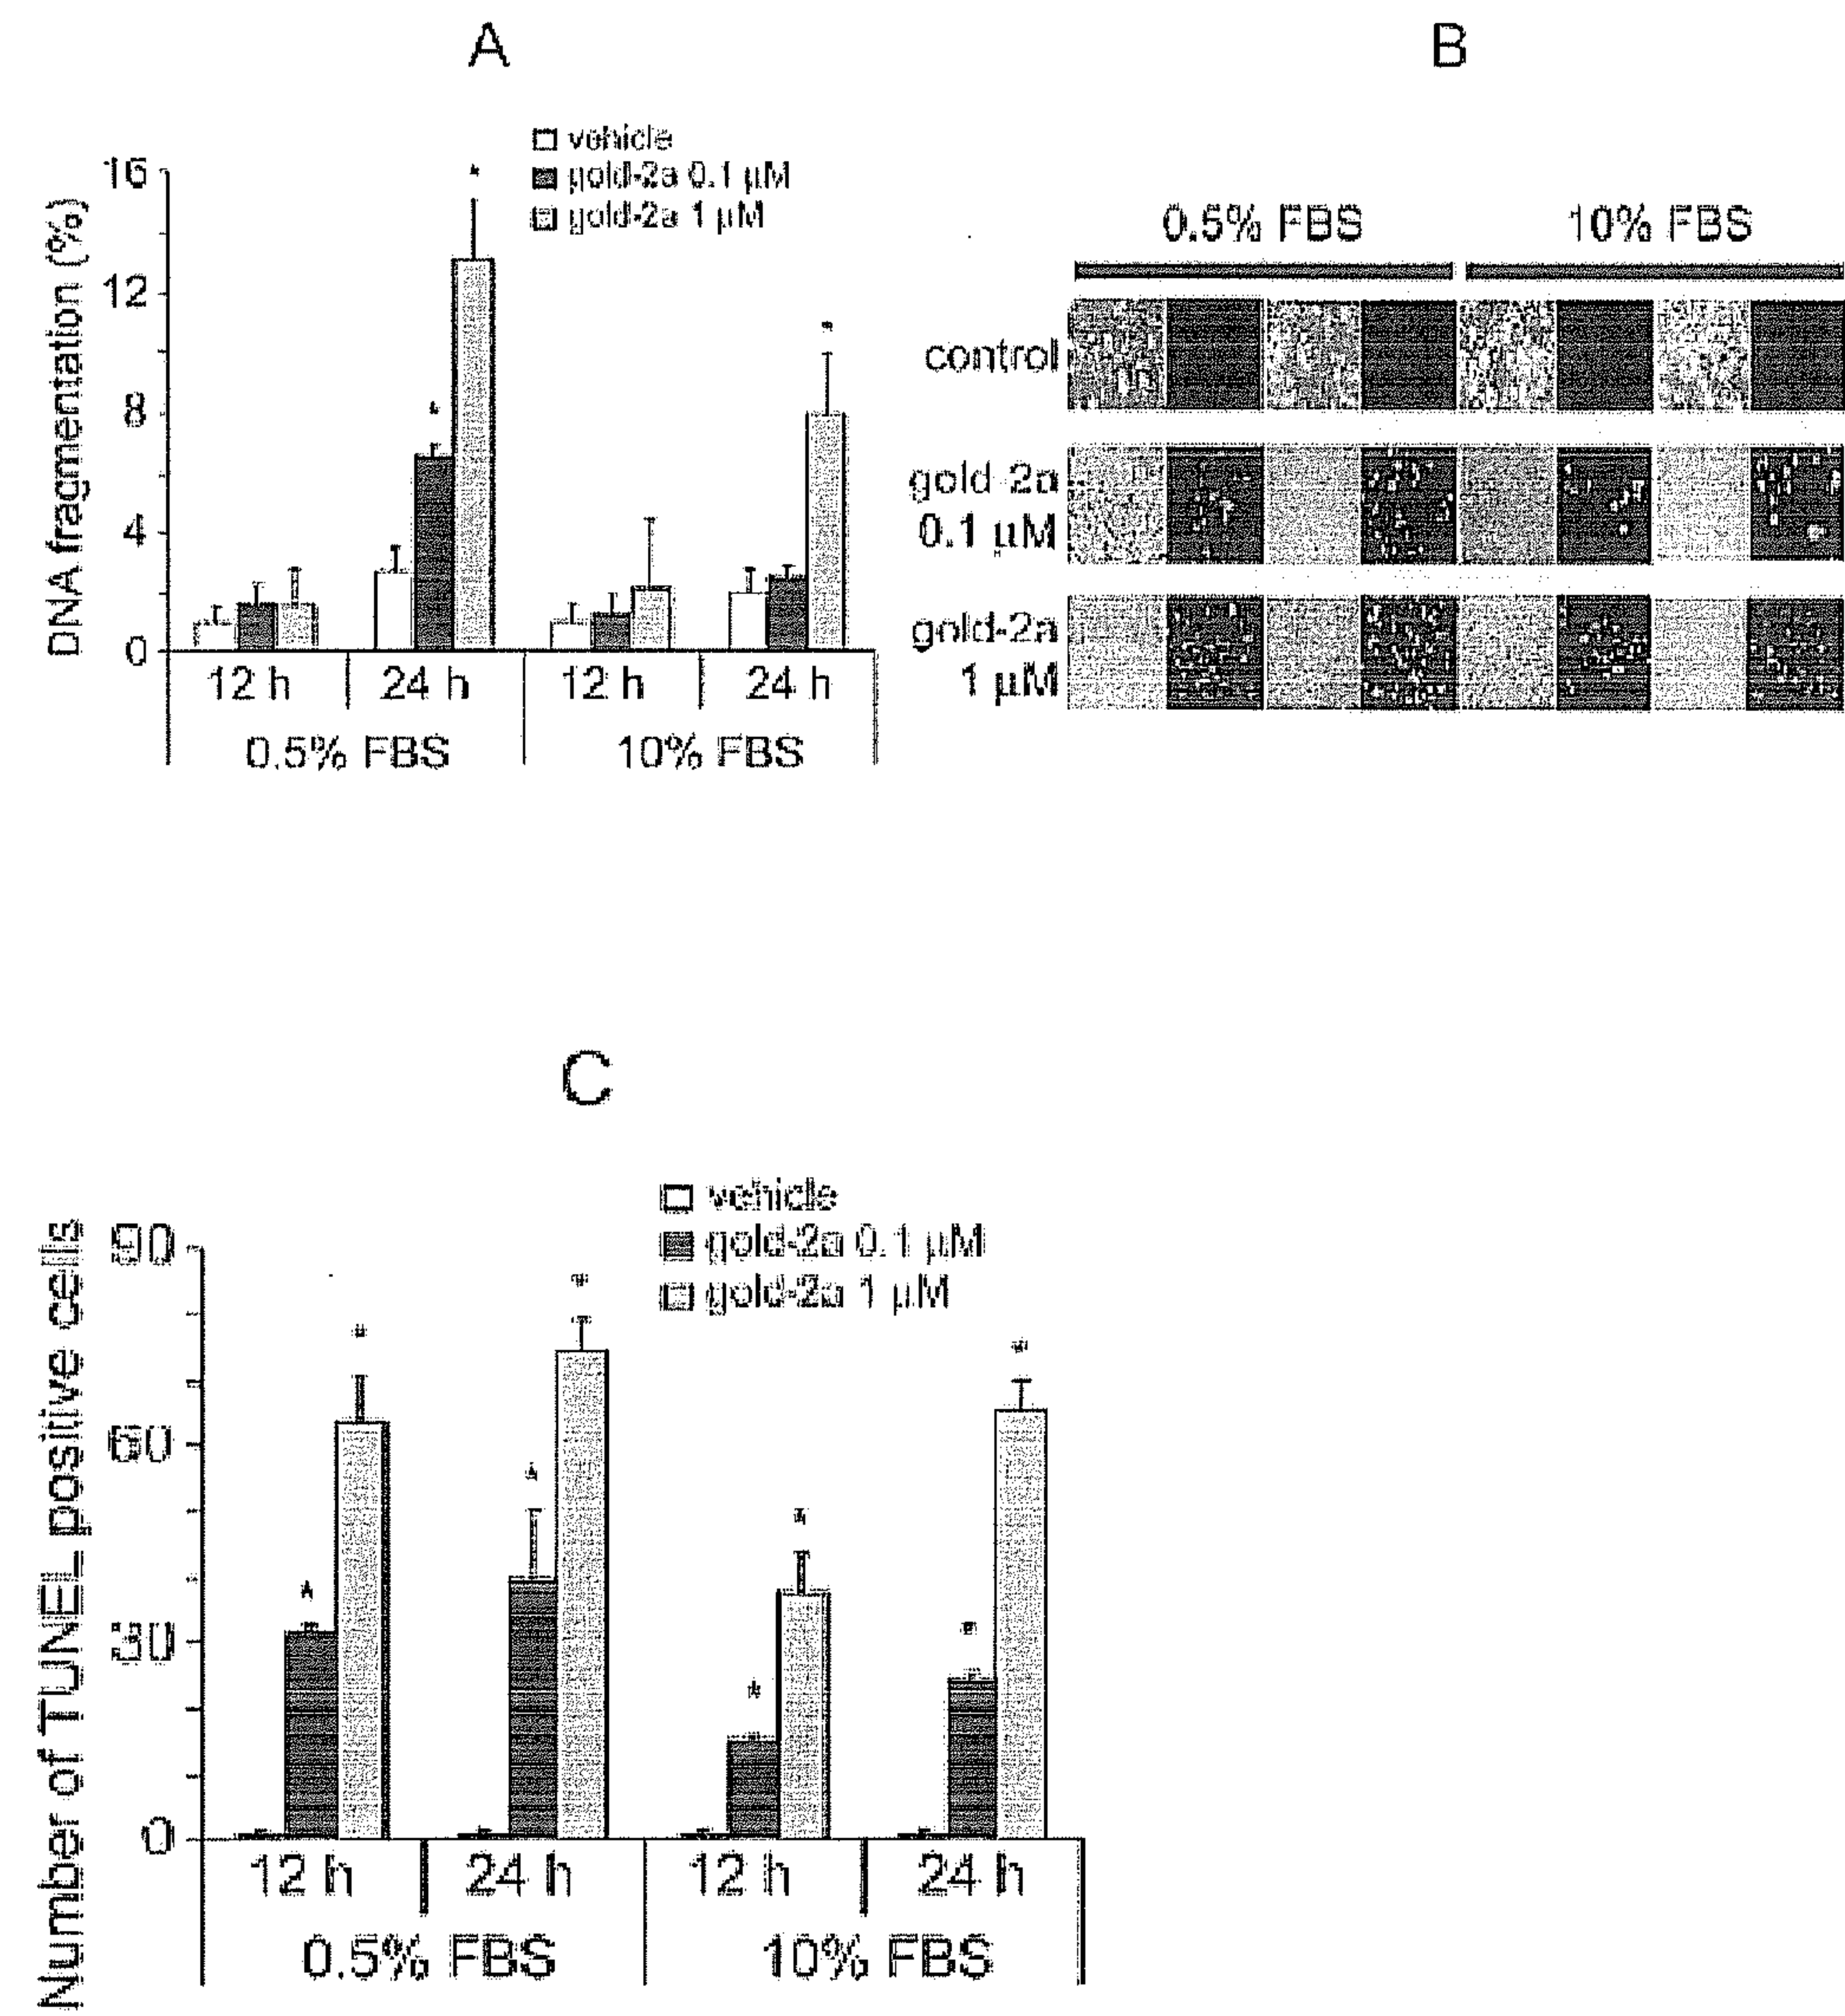 A
vehicle
gold-2a 0.1 µM
gold-2a 1 µM
DNA fragmentation (%)
16
12
8
4
0
12 h
24 h
12 h
24 h
0.5% FBS
10% FBS
B
0.5% FBS
10% FBS
control
gold-2a
0.1 µM
gold-2a
1 µM
C
vehicle
gold-2a 0.1 µM
gold-2a 1 µM
Number of TUNEL positive cells
90
60
30
0
12 h
24 h
12 h
24 h
0.5% FBS
10% FBS